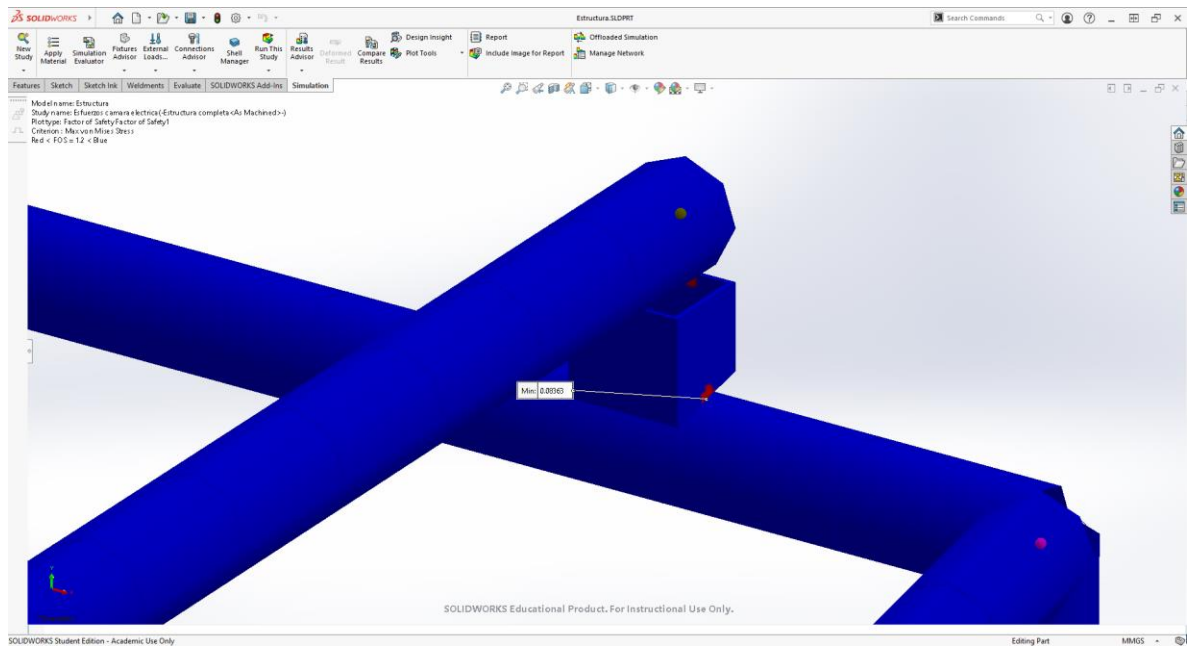 SOLIDWORKS
Estructura.SLDPRT
Search Commands
New Study
Apply Material
Simulation Evaluator
Fixtures Advisor
External Loads...
Connections Advisor
Shell Manager
Run This Study
Results Advisor
Deformed Result
Compare Results
Design Insight
Plot Tools
Report
Include Image for Report
Offloaded Simulation
Manage Network
Features Sketch Sketch Ink Weldments Evaluate SOLIDWORKS Add-Ins Simulation
Model name: Estructura
Study name: Esfuerzos camara electrica(-Estructura completa<As Machined>-)
Plot type: Factor of Safety Factor of Safety1
Criterion : Max von Mises Stress
Red < FOS = 1.2 < Blue
Min: 0.08363
SOLIDWORKS Educational Product. For Instructional Use Only.
SOLIDWORKS Student Edition - Academic Use Only
Editing Part
MMGS